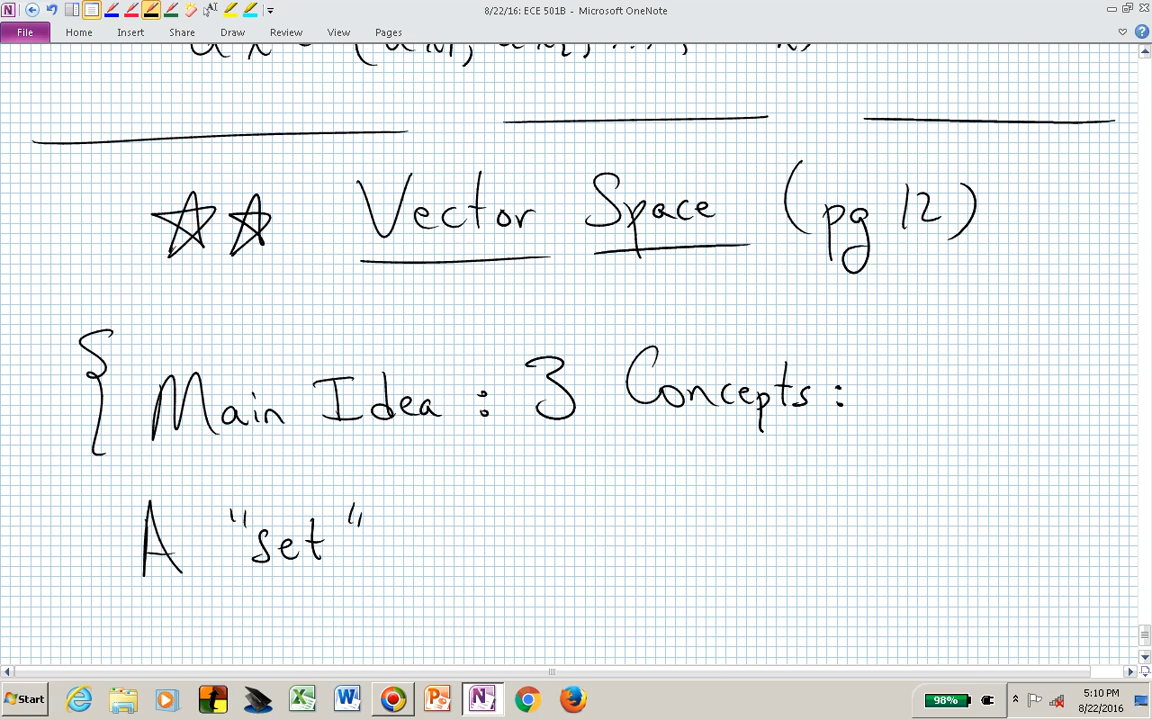 8/22/16: ECE 501B - Microsoft OneNote
File Home Insert Share Draw Review View Pages
Vector Space (pg 12)
Main Idea : 3 Concepts :
A "set"
Start
98%
5:10 PM
8/22/2016